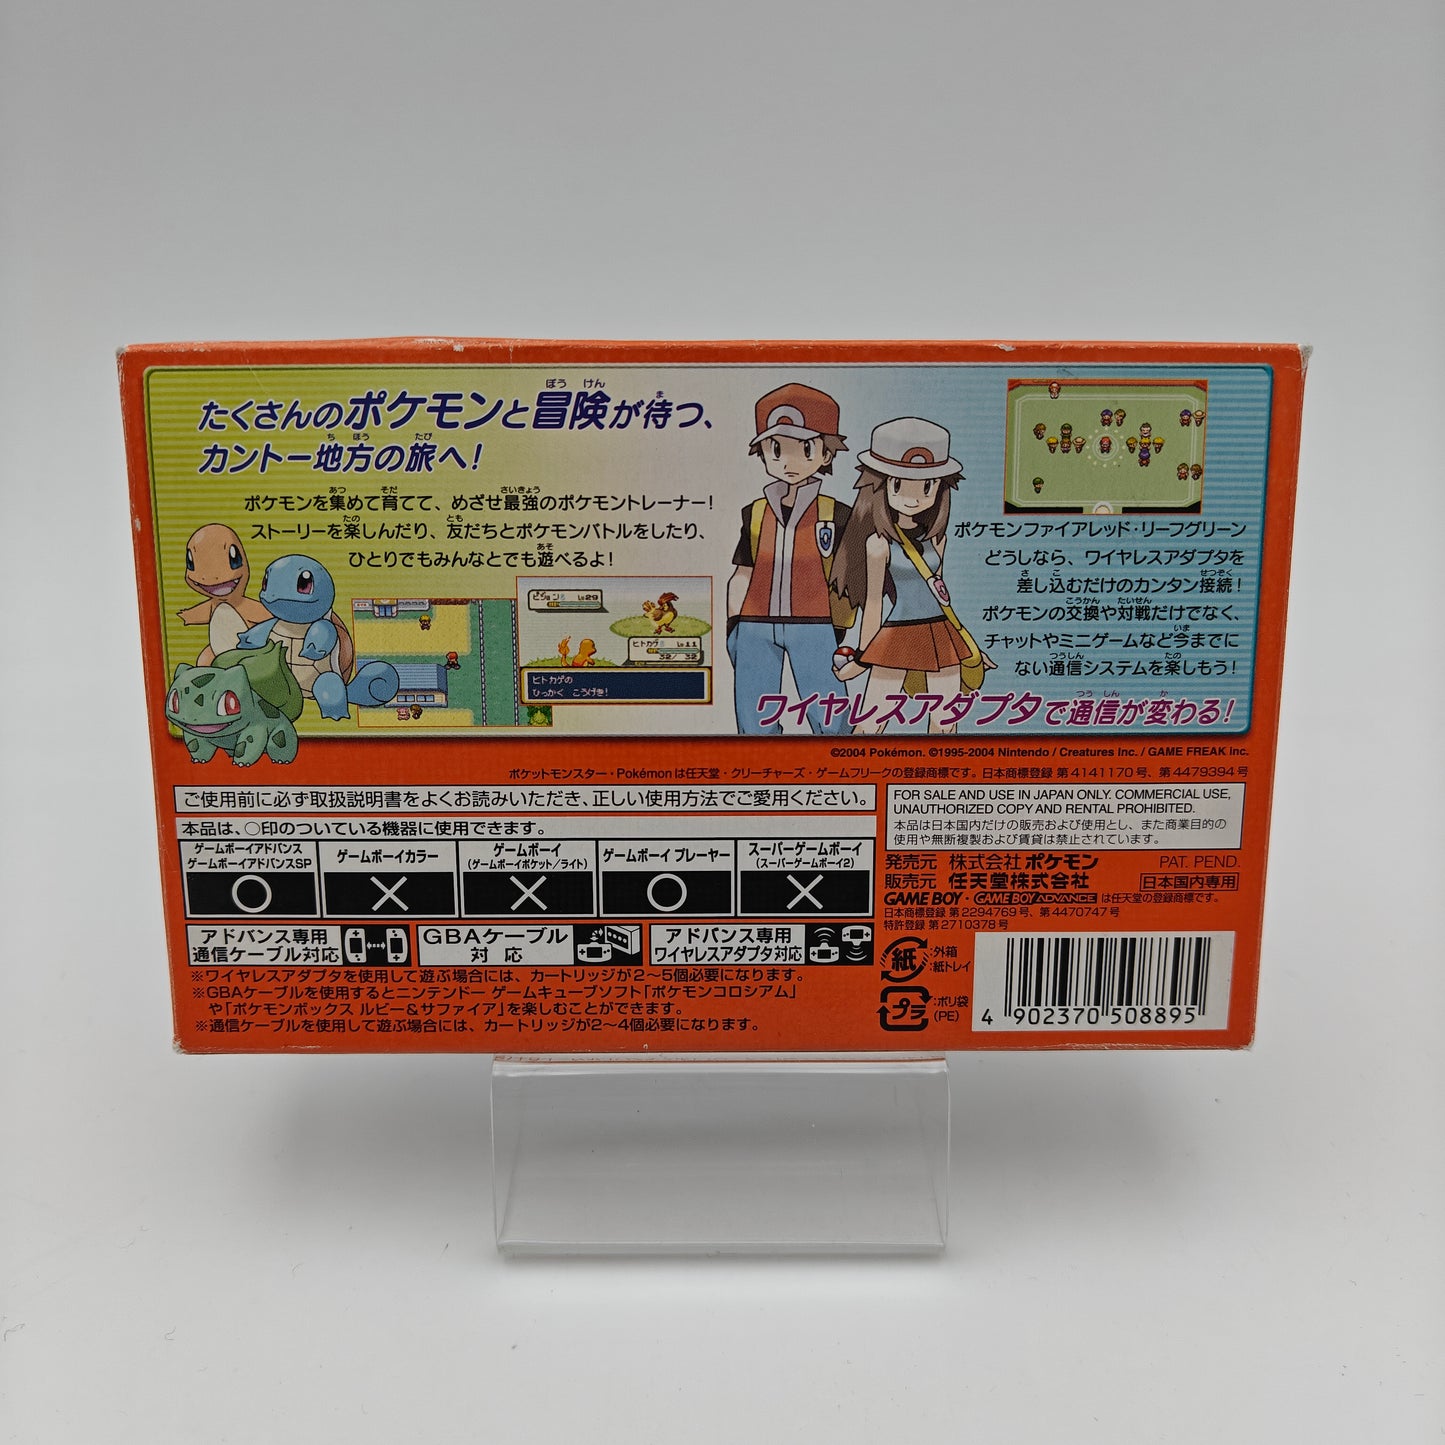 たくさんのポケモンと冒険が待つ、
カントー地方の旅へ!
ポケモンを集めて育てて、めざせ最強のポケモントレーナー!
ストーリーを楽しんだり、友だちとポケモンバトルをしたり、
ひとりでもみんなとでも遊べるよ!
ピジョン♂ Lv29
ヒトカゲ♂ Lv11
32/ 32
ヒトカゲの
ひっかく こうげき!
ポケモンファイアレッド・リーフグリーン
どうしなら、ワイヤレスアダプタを
差し込むだけのカンタン接続!
ポケモンの交換や対戦だけでなく、
チャットやミニゲームなど今までに
ない通信システムを楽しもう!
ワイヤレスアダプタで通信が変わる!
©2004 Pokémon. ©1995-2004 Nintendo / Creatures inc. / GAME FREAK inc.
ポケットモンスター・Pokémonは任天堂・クリーチャーズ・ゲームフリークの登録商標です。日本商標登録 第4141170号、第4479394号
ご使用前に必ず取扱説明書をよくお読みいただき、正しい使用方法でご愛用ください。
本品は、○印のついている機器に使用できます。
ゲームボーイアドバンス
ゲームボーイアドバンスSP
○
ゲームボーイカラー
×
ゲームボーイ
(ゲームボーイポケット/ライト)
×
ゲームボーイ プレーヤー
○
スーパーゲームボーイ
(スーパーゲームボーイ2)
×
アドバンス専用
通信ケーブル対応
GBAケーブル
対 応
アドバンス専用
ワイヤレスアダプタ対応
※ワイヤレスアダプタを使用して遊ぶ場合には、カートリッジが2〜5個必要になります。
※GBAケーブルを使用するとニンテンドー ゲームキューブソフト「ポケモンコロシアム」
や「ポケモンボックス ルビー&サファイア」を楽しむことができます。
※通信ケーブルを使用して遊ぶ場合には、カートリッジが2〜4個必要になります。
FOR SALE AND USE IN JAPAN ONLY. COMMERCIAL USE,
UNAUTHORIZED COPY AND RENTAL PROHIBITED.
本品は日本国内だけの販売および使用とし、また商業目的の
使用や無断複製および賃貸は禁止されています。
発売元 株式会社ポケモン PAT. PEND.
販売元 任天堂株式会社 日本国内専用
GAME BOY・GAME BOY ADVANCE は任天堂の登録商標です。
日本商標登録 第2294769号、第4470747号
特許登録 第2710378号
紙 :外箱
:紙トレイ
プラ :ポリ袋
(PE)
4 902370 508895